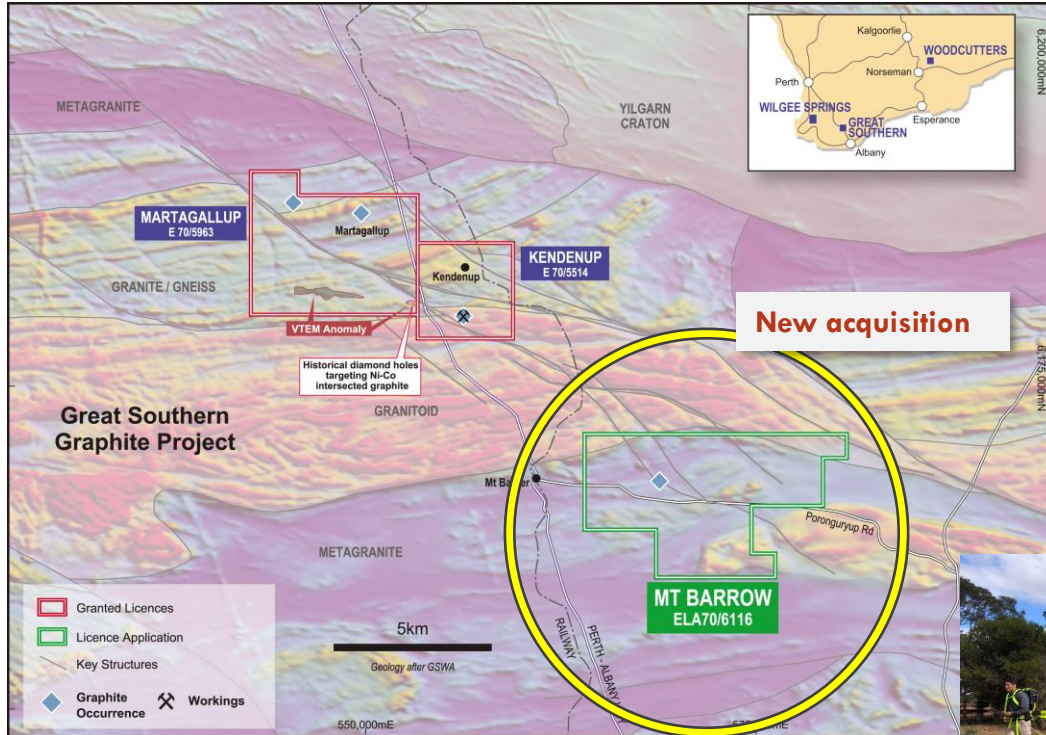 6,200,000mN
Kalgoorlie
WOODCUTTERS
Norseman
Perth
WILGEE SPRINGS
GREAT
SOUTHERN
Esperance
Albany
METAGRANITE
YILGARN
CRATON
MARTAGALLUP
E 70/5963
Martagallup
KENDENUP
E 70/5514
Kendenup
GRANITE / GNEISS
VTEM Anomaly
New acquisition
Historical diamond holes
targeting Ni-Co
intersected graphite
6,175,000mN
GRANITOID
Great Southern
Graphite Project
Mt
Poronguryup Rd
METAGRANITE
MT BARROW
ELA70/6116
Granted Licences
Licence Application
Key Structures
Graphite
Occurrence
Workings
5km
Geology after GSWA
RAILWAY
PERTH - ALBANY
550,000mE